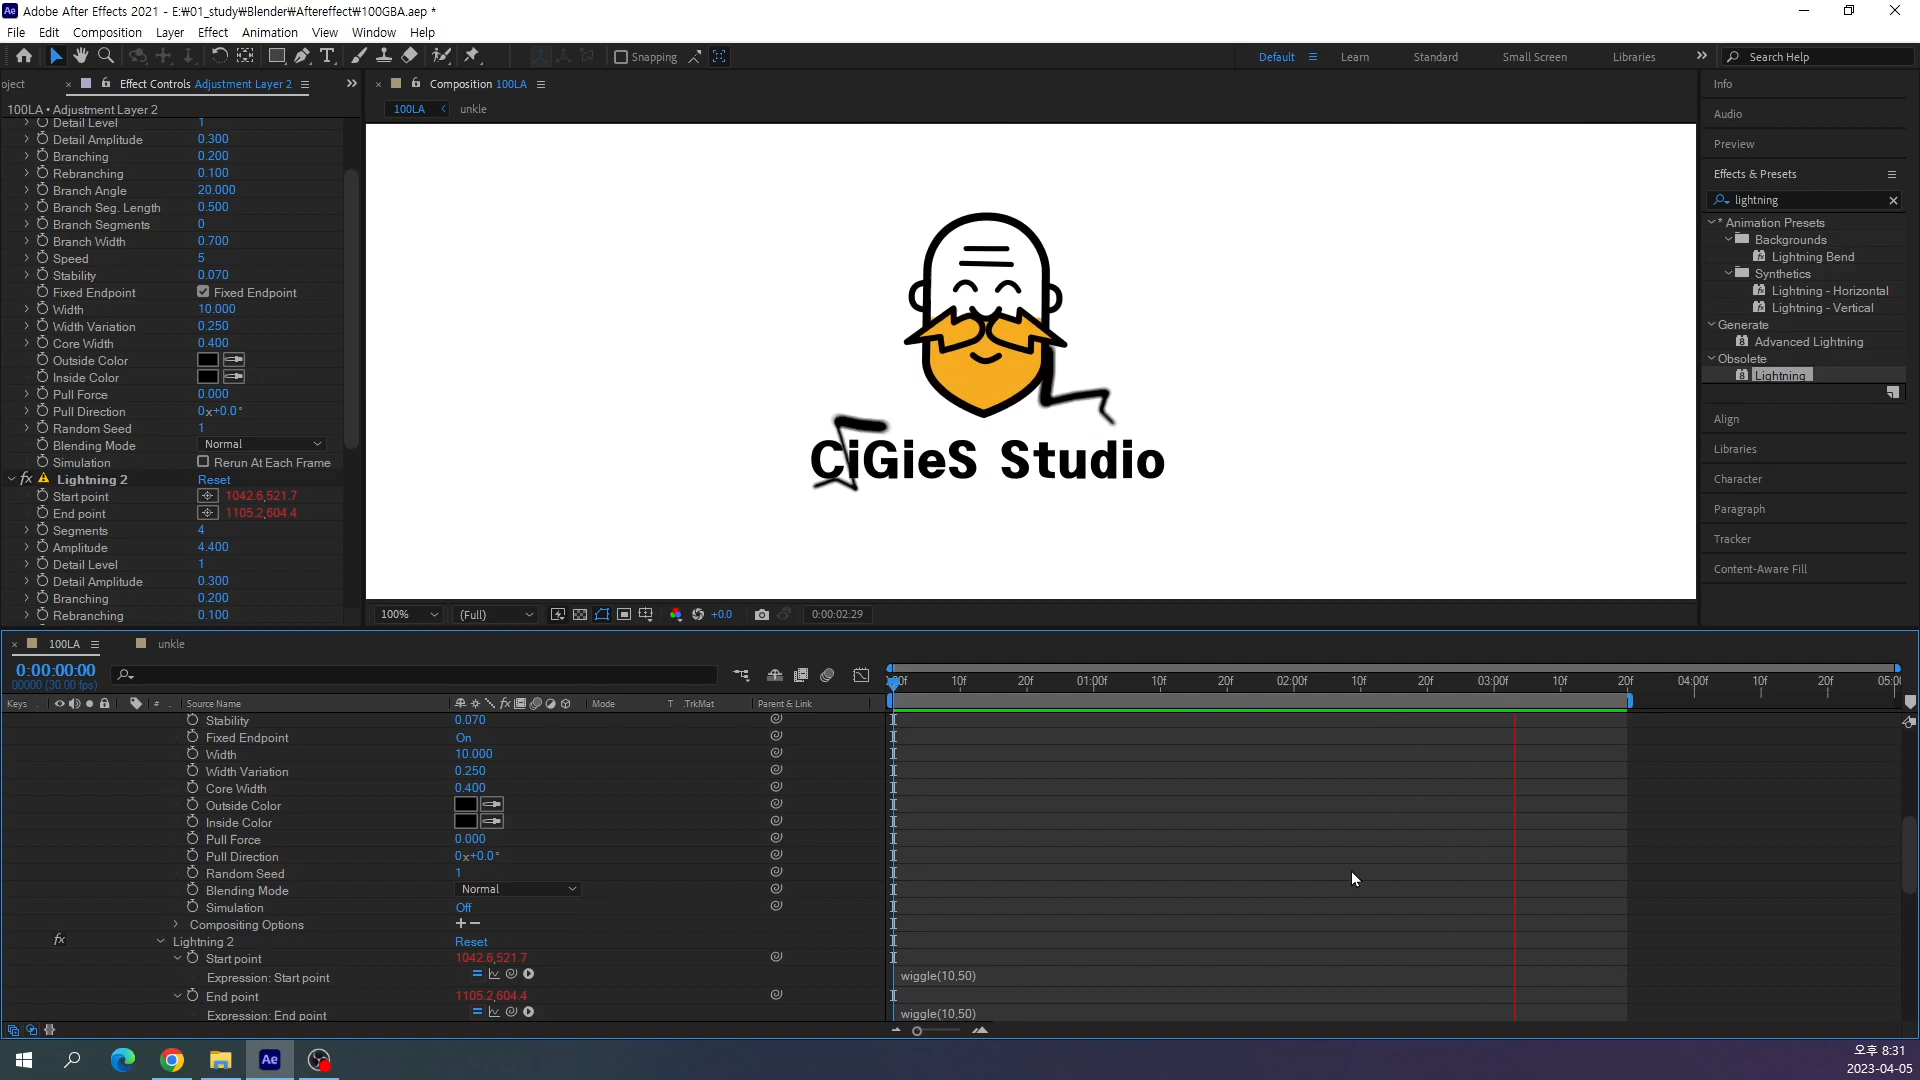 Adobe After Effects 2021 - E:₩01_study₩Blender₩Aftereffect₩100GBA.aep *
File Edit Composition Layer Effect Animation View Window Help
Snapping
Default Learn Standard Small Screen Libraries Search Help
oject Effect Controls Adjustment Layer 2
100LA • Adjustment Layer 2
Detail Level 1
Detail Amplitude 0.300
Branching 0.200
Rebranching 0.100
Branch Angle 20.000
Branch Seg. Length 0.500
Branch Segments 0
Branch Width 0.700
Speed 5
Stability 0.070
Fixed Endpoint Fixed Endpoint
Width 10.000
Width Variation 0.250
Core Width 0.400
Outside Color
Inside Color
Pull Force 0.000
Pull Direction 0x+0.0°
Random Seed 1
Blending Mode Normal
Simulation Rerun At Each Frame
fx Lightning 2 Reset
Start point 1042.6,521.7
End point 1105.2,604.4
Segments 4
Amplitude 4.400
Detail Level 1
Detail Amplitude 0.300
Branching 0.200
Rebranching 0.100
Composition 100LA
100LA unkle
CiGieS Studio
100% (Full) +0.0 0:00:02:29
Info
Audio
Preview
Effects & Presets
lightning
* Animation Presets
Backgrounds
Lightning Bend
Synthetics
Lightning - Horizontal
Lightning - Vertical
Generate
Advanced Lightning
Obsolete
Lightning
Align
Libraries
Character
Paragraph
Tracker
Content-Aware Fill
100LA unkle
0:00:00:00
00000 (30.00 fps)
10f 20f 01:00f 10f 20f 02:00f 10f 20f 03:00f 10f 20f 04:00f 10f 20f 05:0
Keys # Source Name fx Mode T .TrkMat Parent & Link
Stability 0.070
Fixed Endpoint On
Width 10.000
Width Variation 0.250
Core Width 0.400
Outside Color
Inside Color
Pull Force 0.000
Pull Direction 0x+0.0°
Random Seed 1
Blending Mode Normal
Simulation Off
Compositing Options + −
fx Lightning 2 Reset
Start point 1042.6,521.7
Expression: Start point wiggle(10,50)
End point 1105.2,604.4
Expression: End point wiggle(10,50)
오후 8:31
2023-04-05